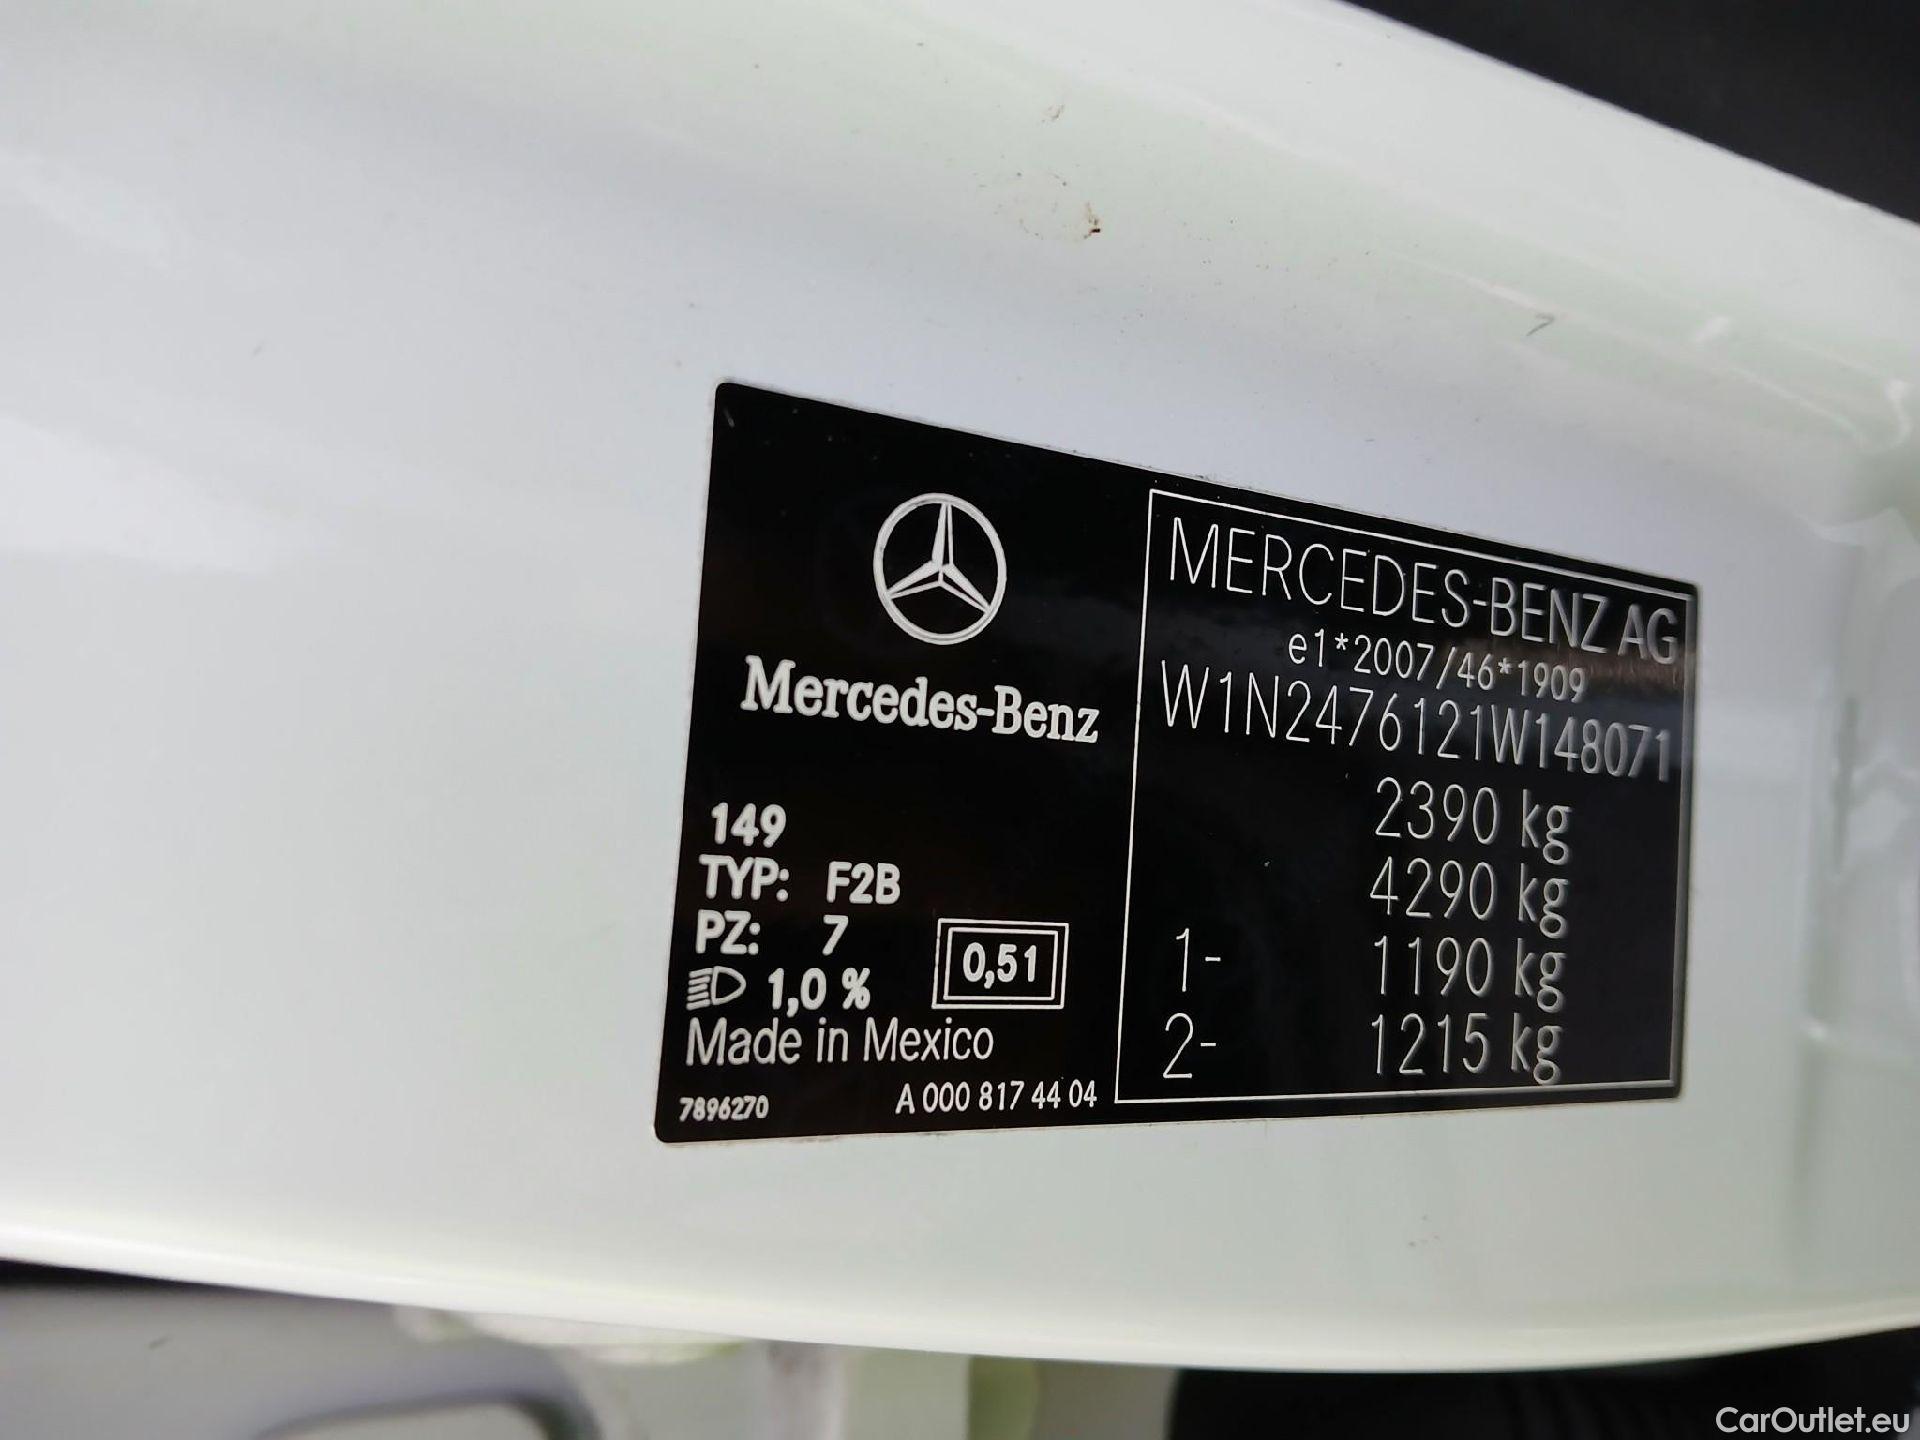 Mercedes-Benz
149
TYP: F2B
PZ: 7
1,0 %
0,51
Made in Mexico
7896270 A 000 817 44 04
MERCEDES-BENZ AG
e1*2007/46*1909
W1N2476121W148071
2390 kg
4290 kg
1- 1190 kg
2- 1215 kg
CarOutlet.eu